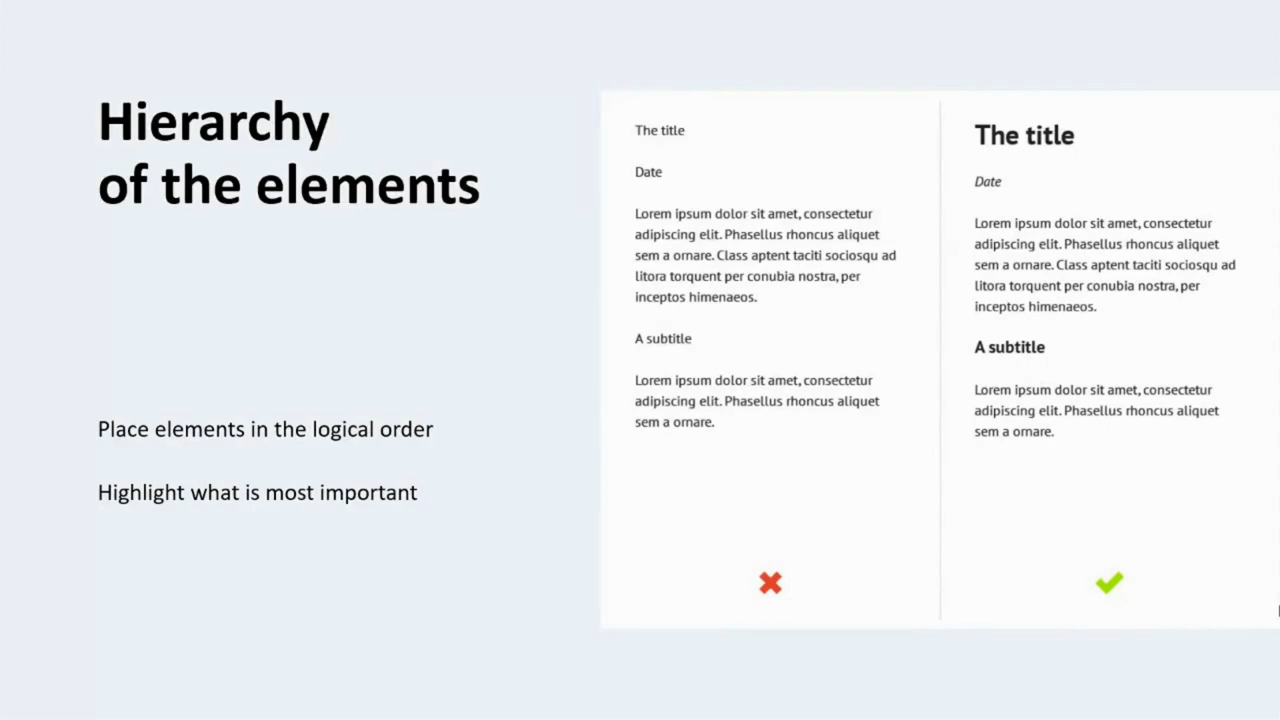 Hierarchy
of the elements
Place elements in the logical order
Highlight what is most important
The title
Date
Lorem ipsum dolor sit amet, consectetur
adipiscing elit. Phasellus rhoncus aliquet
sem a ornare. Class aptent taciti sociosqu ad
litora torquent per conubia nostra, per
inceptos himenaeos.
A subtitle
Lorem ipsum dolor sit amet, consectetur
adipiscing elit. Phasellus rhoncus aliquet
sem a ornare.
The title
Date
Lorem ipsum dolor sit amet, consectetur
adipiscing elit. Phasellus rhoncus aliquet
sem a ornare. Class aptent taciti sociosqu ad
litora torquent per conubia nostra, per
inceptos himenaeos.
A subtitle
Lorem ipsum dolor sit amet, consectetur
adipiscing elit. Phasellus rhoncus aliquet
sem a ornare.